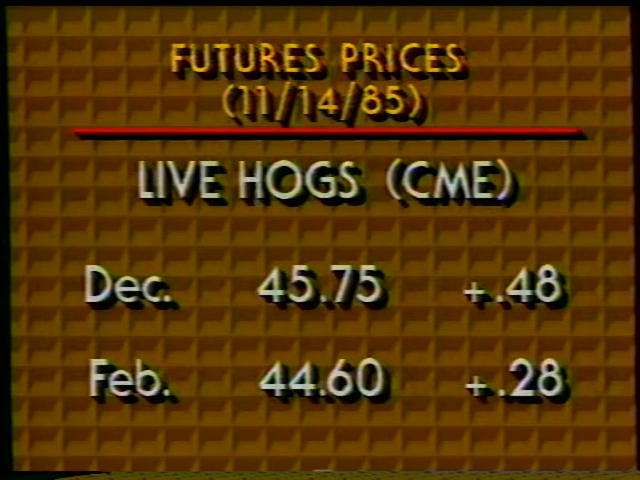 FUTURES PRICES
(11/14/85)
LIVE HOGS (CME)
Dec. 45.75 +.48
Feb. 44.60 +.28